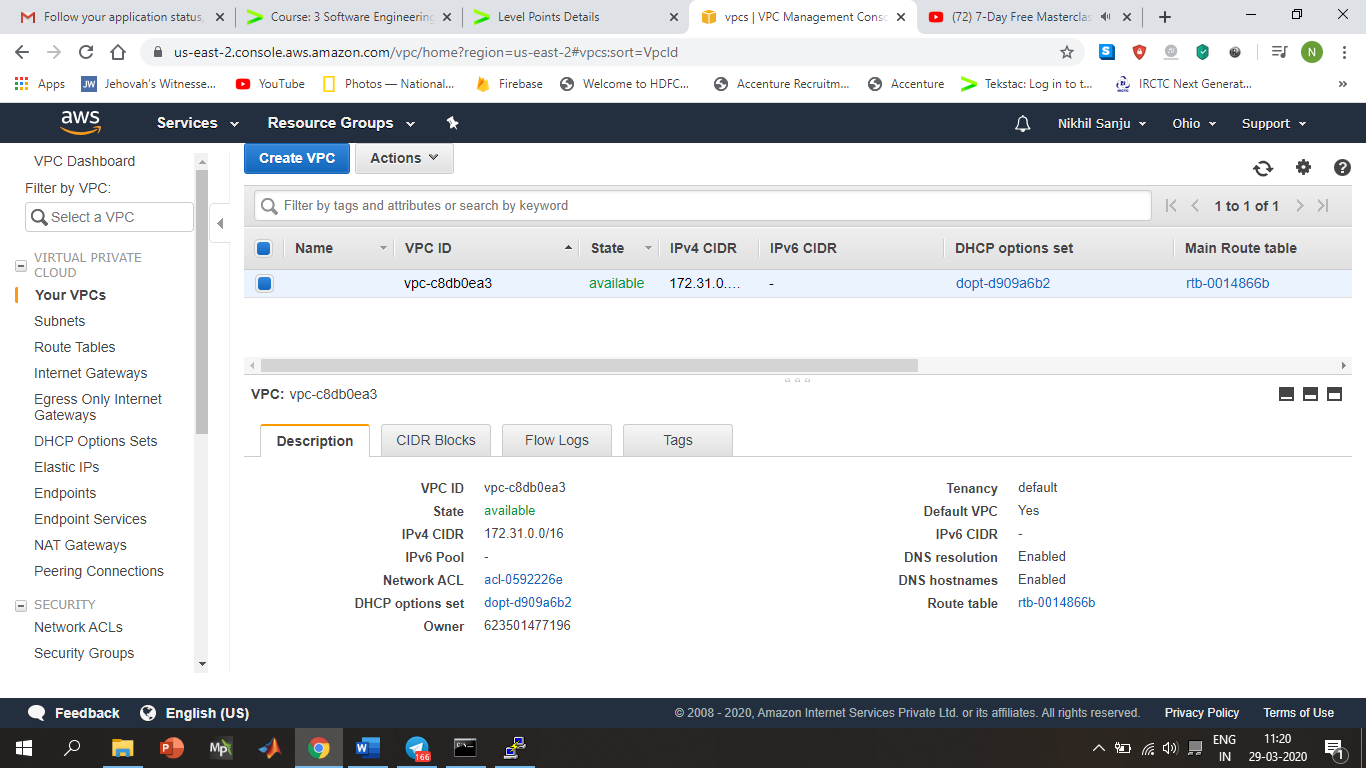 Follow your application status,
Course: 3 Software Engineering
Level Points Details
vpcs | VPC Management Conso
(72) 7-Day Free Masterclas
us-east-2.console.aws.amazon.com/vpc/home?region=us-east-2#vpcs:sort=VpcId
N
Apps
JW Jehovah's Witnesse...
YouTube
Photos — National...
Firebase
Welcome to HDFC...
Accenture Recruitm...
Accenture
Tekstac: Log in to t...
IRCTC Next Generat...
»
aws
Services
Resource Groups
Nikhil Sanju
Ohio
Support
VPC Dashboard
Filter by VPC:
Select a VPC
VIRTUAL PRIVATE
CLOUD
Your VPCs
Subnets
Route Tables
Internet Gateways
Egress Only Internet
Gateways
DHCP Options Sets
Elastic IPs
Endpoints
Endpoint Services
NAT Gateways
Peering Connections
SECURITY
Network ACLs
Security Groups
Create VPC
Actions
Filter by tags and attributes or search by keyword
1 to 1 of 1
Name VPC ID State IPv4 CIDR IPv6 CIDR DHCP options set Main Route table
vpc-c8db0ea3 available 172.31.0.… - dopt-d909a6b2 rtb-0014866b
VPC: vpc-c8db0ea3
Description
CIDR Blocks
Flow Logs
Tags
VPC ID vpc-c8db0ea3
State available
IPv4 CIDR 172.31.0.0/16
IPv6 Pool -
Network ACL acl-0592226e
DHCP options set dopt-d909a6b2
Owner 623501477196
Tenancy default
Default VPC Yes
IPv6 CIDR -
DNS resolution Enabled
DNS hostnames Enabled
Route table rtb-0014866b
Feedback
English (US)
© 2008 - 2020, Amazon Internet Services Private Ltd. or its affiliates. All rights reserved.
Privacy Policy
Terms of Use
166
ENG
IN
11:20
29-03-2020
1